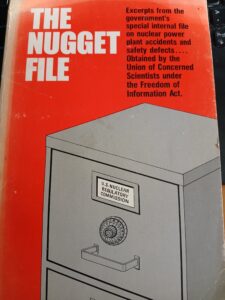 THE
NUGGET
FILE
Excerpts from the
government's
special internal file
on nuclear power
plant accidents and
safety defects....
Obtained by the
Union of Concerned
Scientists under
the Freedom of
Information Act.
U.S. NUCLEAR
REGULATORY
COMMISSION